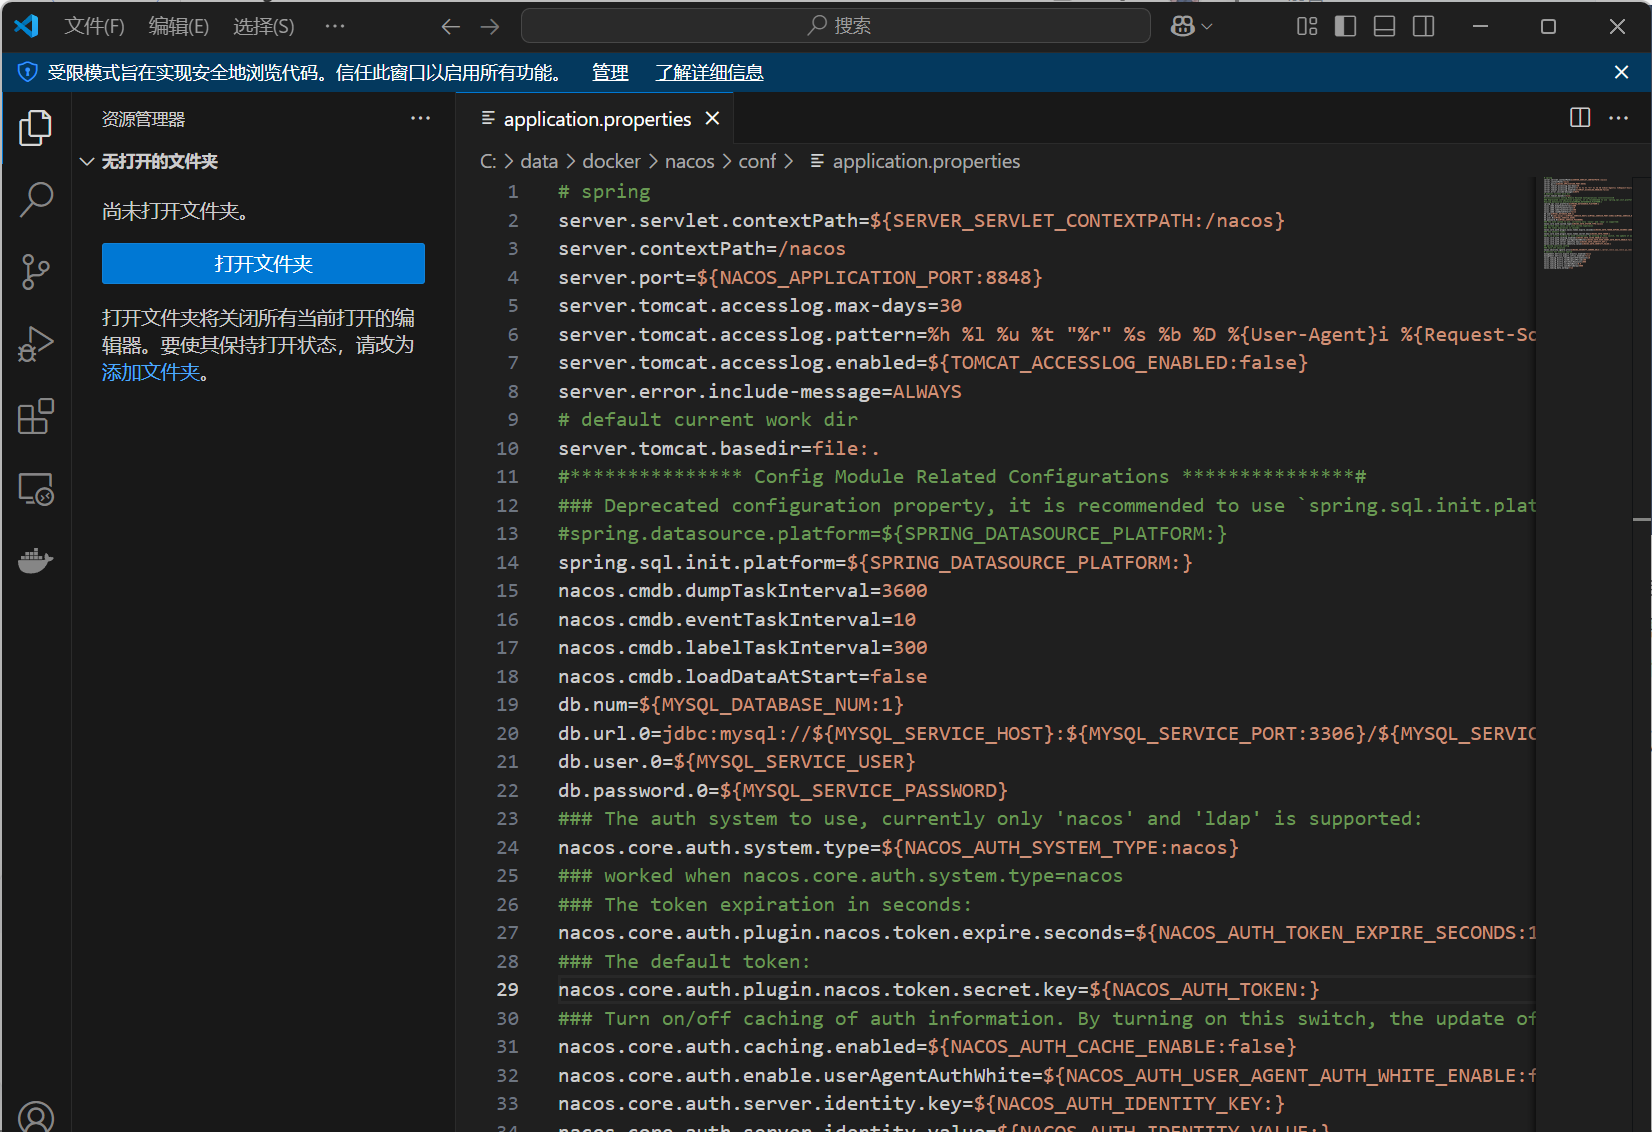 文件(F) 编辑(E) 选择(S) ··· 搜索
受限模式旨在实现安全地浏览代码。信任此窗口以启用所有功能。 管理 了解详细信息
资源管理器 ···
无打开的文件夹
尚未打开文件夹。
打开文件夹
打开文件夹将关闭所有当前打开的编
辑器。要使其保持打开状态，请改为
添加文件夹。
application.properties
C: > data > docker > nacos > conf > application.properties
1 # spring
2 server.servlet.contextPath=${SERVER_SERVLET_CONTEXTPATH:/nacos}
3 server.contextPath=/nacos
4 server.port=${NACOS_APPLICATION_PORT:8848}
5 server.tomcat.accesslog.max-days=30
6 server.tomcat.accesslog.pattern=%h %l %u %t "%r" %s %b %D %{User-Agent}i %{Request-So
7 server.tomcat.accesslog.enabled=${TOMCAT_ACCESSLOG_ENABLED:false}
8 server.error.include-message=ALWAYS
9 # default current work dir
10 server.tomcat.basedir=file:.
11 #*************** Config Module Related Configurations ***************#
12 ### Deprecated configuration property, it is recommended to use `spring.sql.init.plat
13 #spring.datasource.platform=${SPRING_DATASOURCE_PLATFORM:}
14 spring.sql.init.platform=${SPRING_DATASOURCE_PLATFORM:}
15 nacos.cmdb.dumpTaskInterval=3600
16 nacos.cmdb.eventTaskInterval=10
17 nacos.cmdb.labelTaskInterval=300
18 nacos.cmdb.loadDataAtStart=false
19 db.num=${MYSQL_DATABASE_NUM:1}
20 db.url.0=jdbc:mysql://${MYSQL_SERVICE_HOST}:${MYSQL_SERVICE_PORT:3306}/${MYSQL_SERVIC
21 db.user.0=${MYSQL_SERVICE_USER}
22 db.password.0=${MYSQL_SERVICE_PASSWORD}
23 ### The auth system to use, currently only 'nacos' and 'ldap' is supported:
24 nacos.core.auth.system.type=${NACOS_AUTH_SYSTEM_TYPE:nacos}
25 ### worked when nacos.core.auth.system.type=nacos
26 ### The token expiration in seconds:
27 nacos.core.auth.plugin.nacos.token.expire.seconds=${NACOS_AUTH_TOKEN_EXPIRE_SECONDS:1
28 ### The default token:
29 nacos.core.auth.plugin.nacos.token.secret.key=${NACOS_AUTH_TOKEN:}
30 ### Turn on/off caching of auth information. By turning on this switch, the update of
31 nacos.core.auth.caching.enabled=${NACOS_AUTH_CACHE_ENABLE:false}
32 nacos.core.auth.enable.userAgentAuthWhite=${NACOS_AUTH_USER_AGENT_AUTH_WHITE_ENABLE:f
33 nacos.core.auth.server.identity.key=${NACOS_AUTH_IDENTITY_KEY:}
34 nacos.core.auth.server.identity.value=${NACOS_AUTH_IDENTITY_VALUE:}